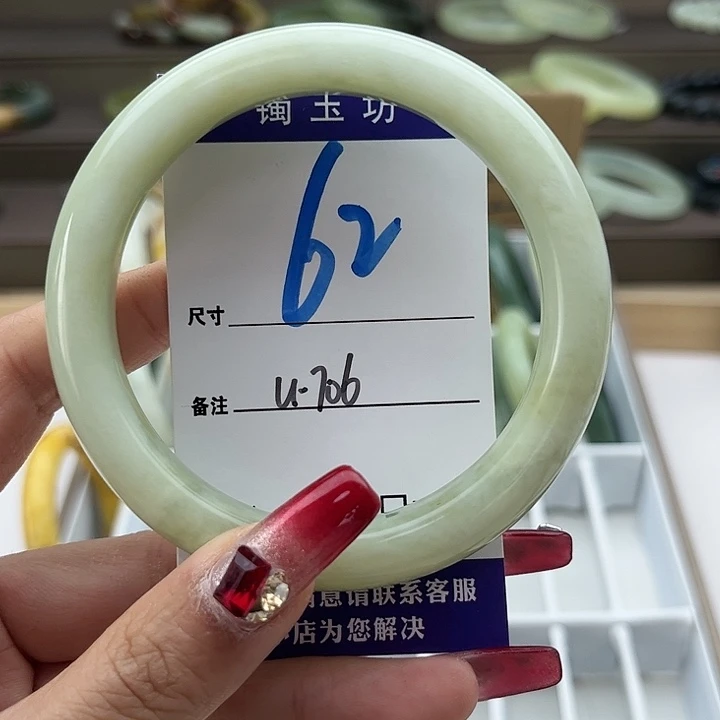 镯玉坊
62
尺寸
备注 u.706
意请联系客服
店为您解决